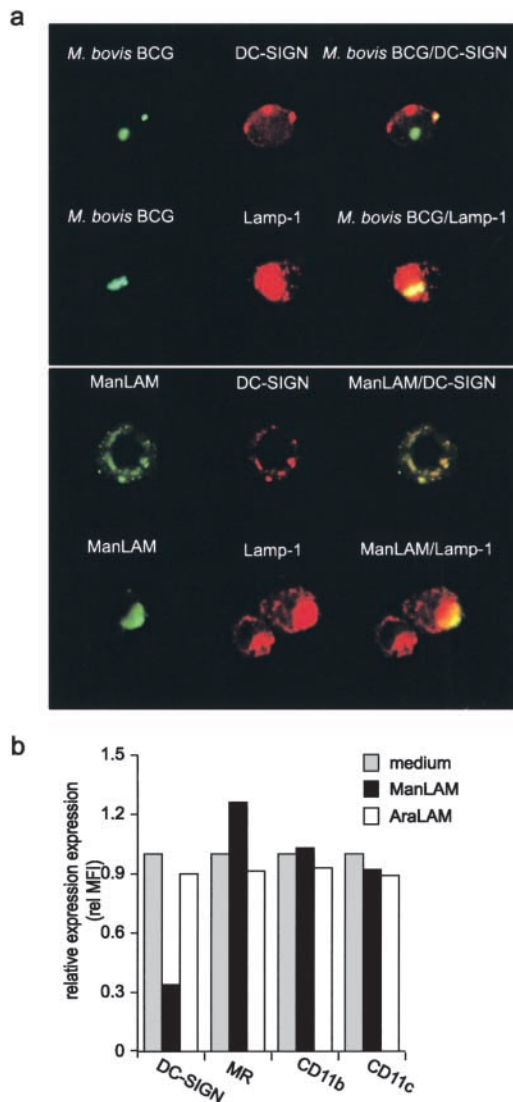 a
M. bovis BCG DC-SIGN M. bovis BCG/DC-SIGN
M. bovis BCG Lamp-1 M. bovis BCG/Lamp-1
ManLAM DC-SIGN ManLAM/DC-SIGN
ManLAM Lamp-1 ManLAM/Lamp-1
b
relative expression expression
(rel MFI)
1.5
1.2
0.9
0.6
0.3
0
medium
ManLAM
AraLAM
DC-SIGN MR CD11b CD11c